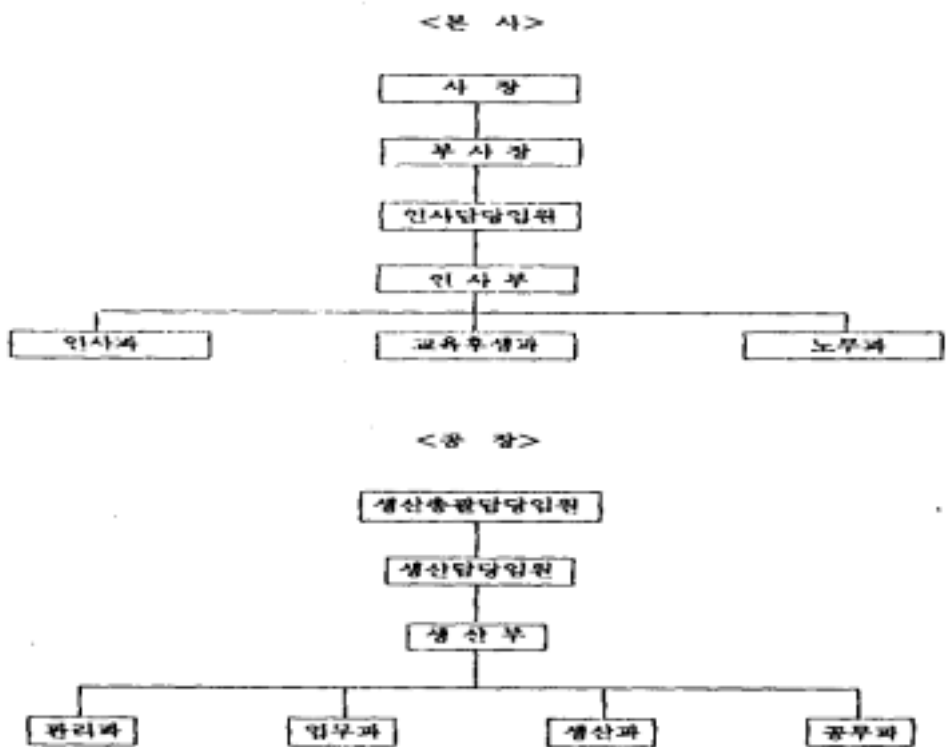 <본 사>
사 장
부 사 장
인사담당임원
인 사 부
인사과 교육후생과 노무과
<공 장>
생산총괄담당임원
생산담당임원
생 산 부
관리과 업무과 생산과 공무과